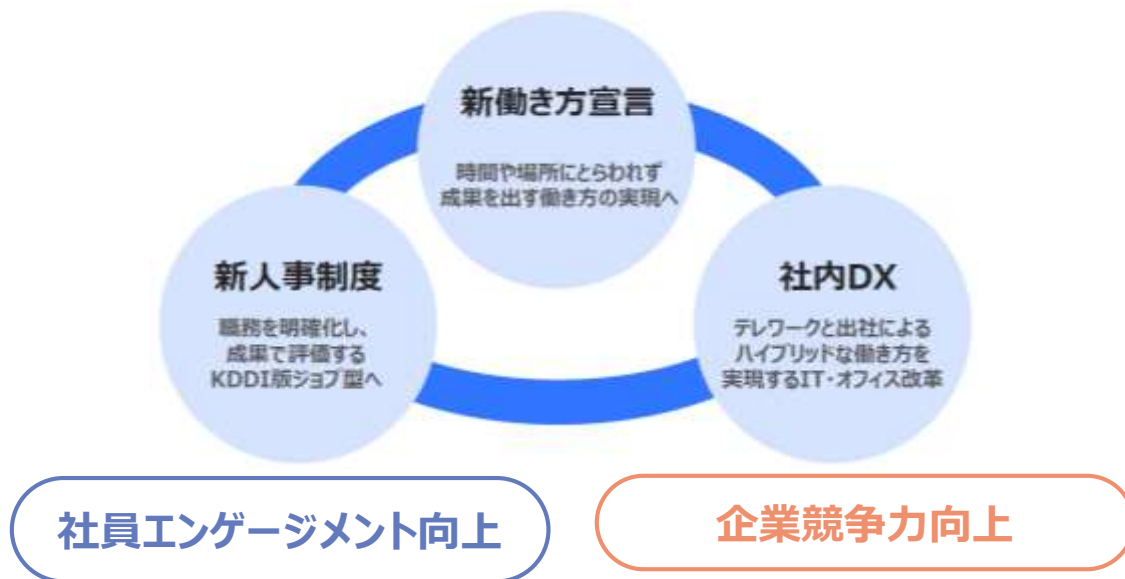 新働き方宣言
時間や場所にとらわれず
成果を出す働き方の実現へ
新人事制度
職務を明確化し、
成果で評価する
KDDI版ジョブ型へ
社内DX
テレワークと出社による
ハイブリッドな働き方を
実現するIT・オフィス改革
社員エンゲージメント向上
企業競争力向上